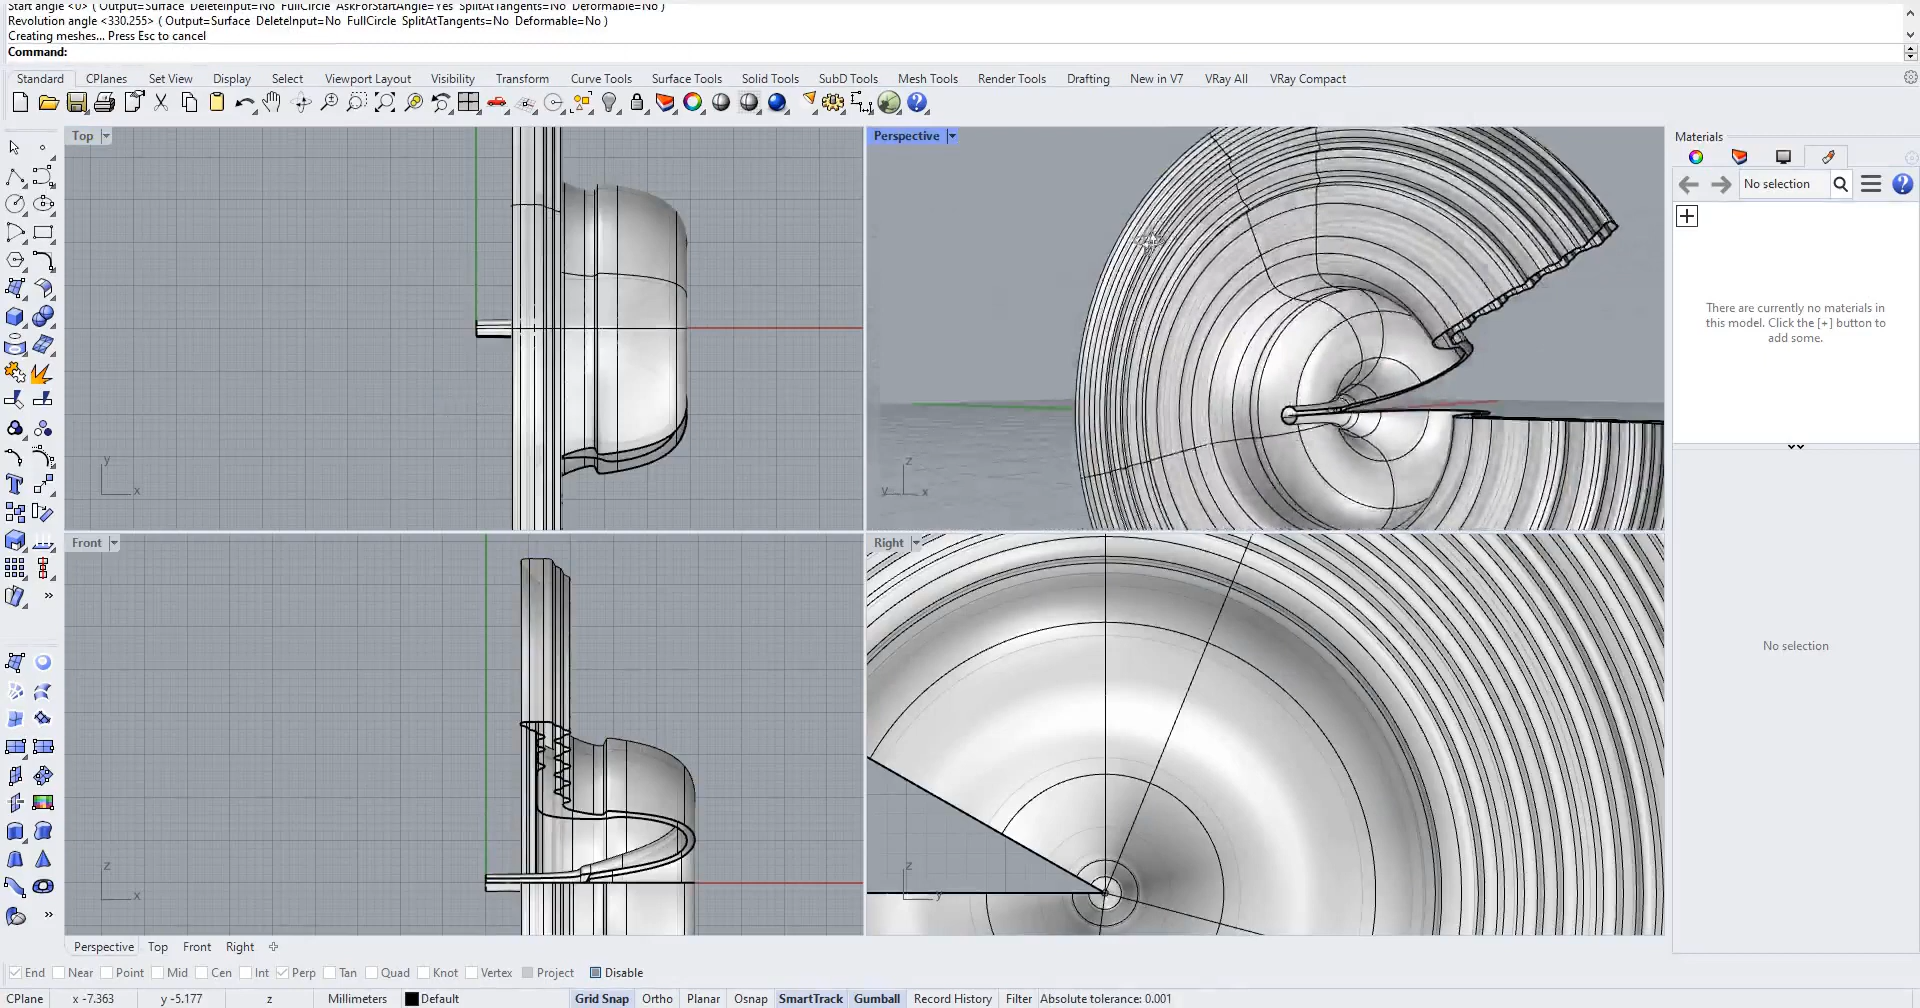 Start angle <0> ( Output=Surface DeleteInput=No FullCircle AskForStartAngle=Yes SplitAtTangents=No Deformable=No )
Revolution angle <330.255> ( Output=Surface DeleteInput=No FullCircle SplitAtTangents=No Deformable=No )
Creating meshes... Press Esc to cancel
Command:
Standard CPlanes Set View Display Select Viewport Layout Visibility Transform Curve Tools Surface Tools Solid Tools SubD Tools Mesh Tools Render Tools Drafting New in V7 VRay All VRay Compact
Top
Perspective
Materials
No selection
There are currently no materials in
this model. Click the [+] button to
add some.
y
x
z
y
x
Front
Right
No selection
z
x
z
y
Perspective Top Front Right
End Near Point Mid Cen Int Perp Tan Quad Knot Vertex Project Disable
CPlane x -7.363 y -5.177 z Millimeters Default Grid Snap Ortho Planar Osnap SmartTrack Gumball Record History Filter Absolute tolerance: 0.001